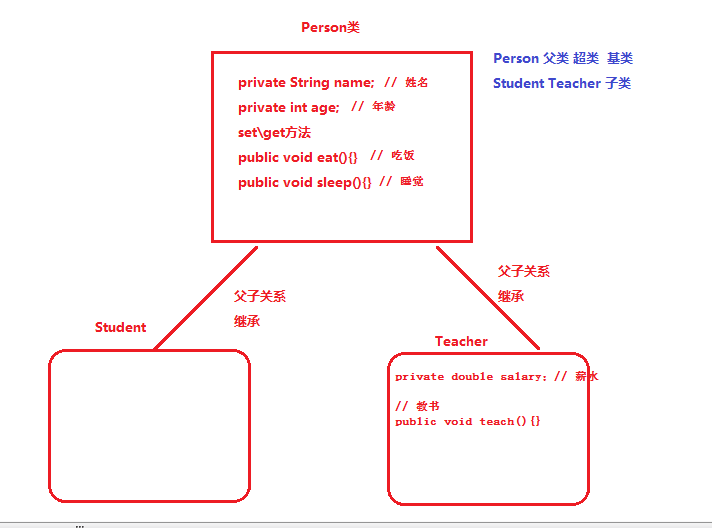 Person类
Person 父类 超类 基类
Student Teacher 子类
private String name; // 姓名
private int age; // 年龄
set\get方法
public void eat(){} // 吃饭
public void sleep(){} // 睡觉
父子关系
继承
父子关系
继承
Student
Teacher
private double salary; // 薪水
// 教书
public void teach(){}